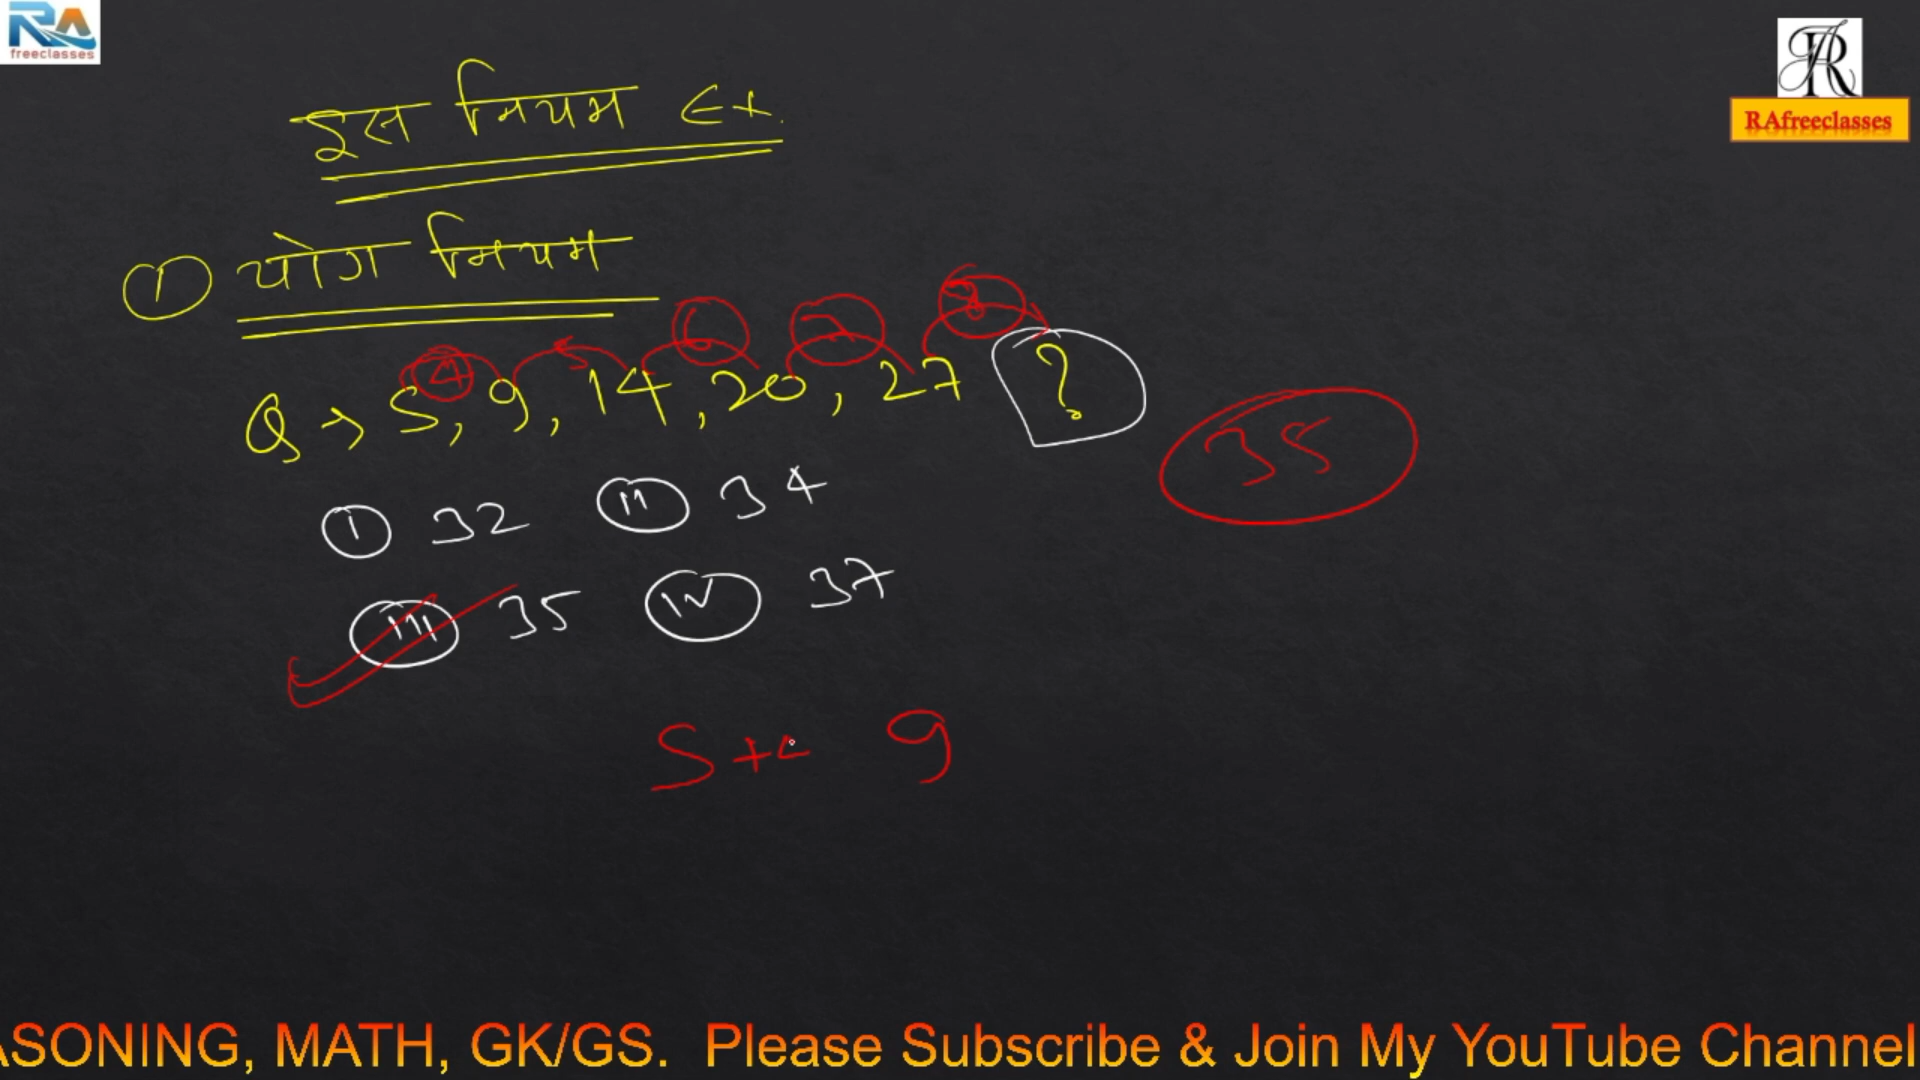 RA
freeclasses
AR
RAfreeclasses
इस नियम Ex.
① योग नियम
4 5 6 7 8
Q → 5, 9, 14, 20, 27 ?
35
(I) 32 (II) 34
(III) 35 (IV) 37
5+4 9
ASONING, MATH, GK/GS. Please Subscribe & Join My YouTube Channel